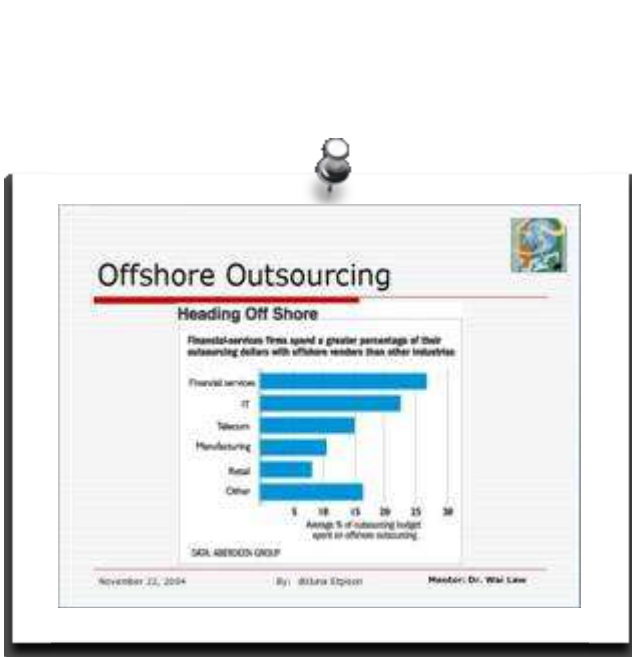 Offshore Outsourcing
Heading Off Shore
Financial-services firms spend a greater percentage of their
outsourcing dollars with offshore vendors than other industries
Financial services
IT
Telecom
Manufacturing
Retail
Other
5 10 15 20 25 30
Average % of outsourcing budget
spent on offshore outsourcing
DATA: ABERDEEN GROUP
November 22, 2004 By: Mentor: Dr. Wai Law